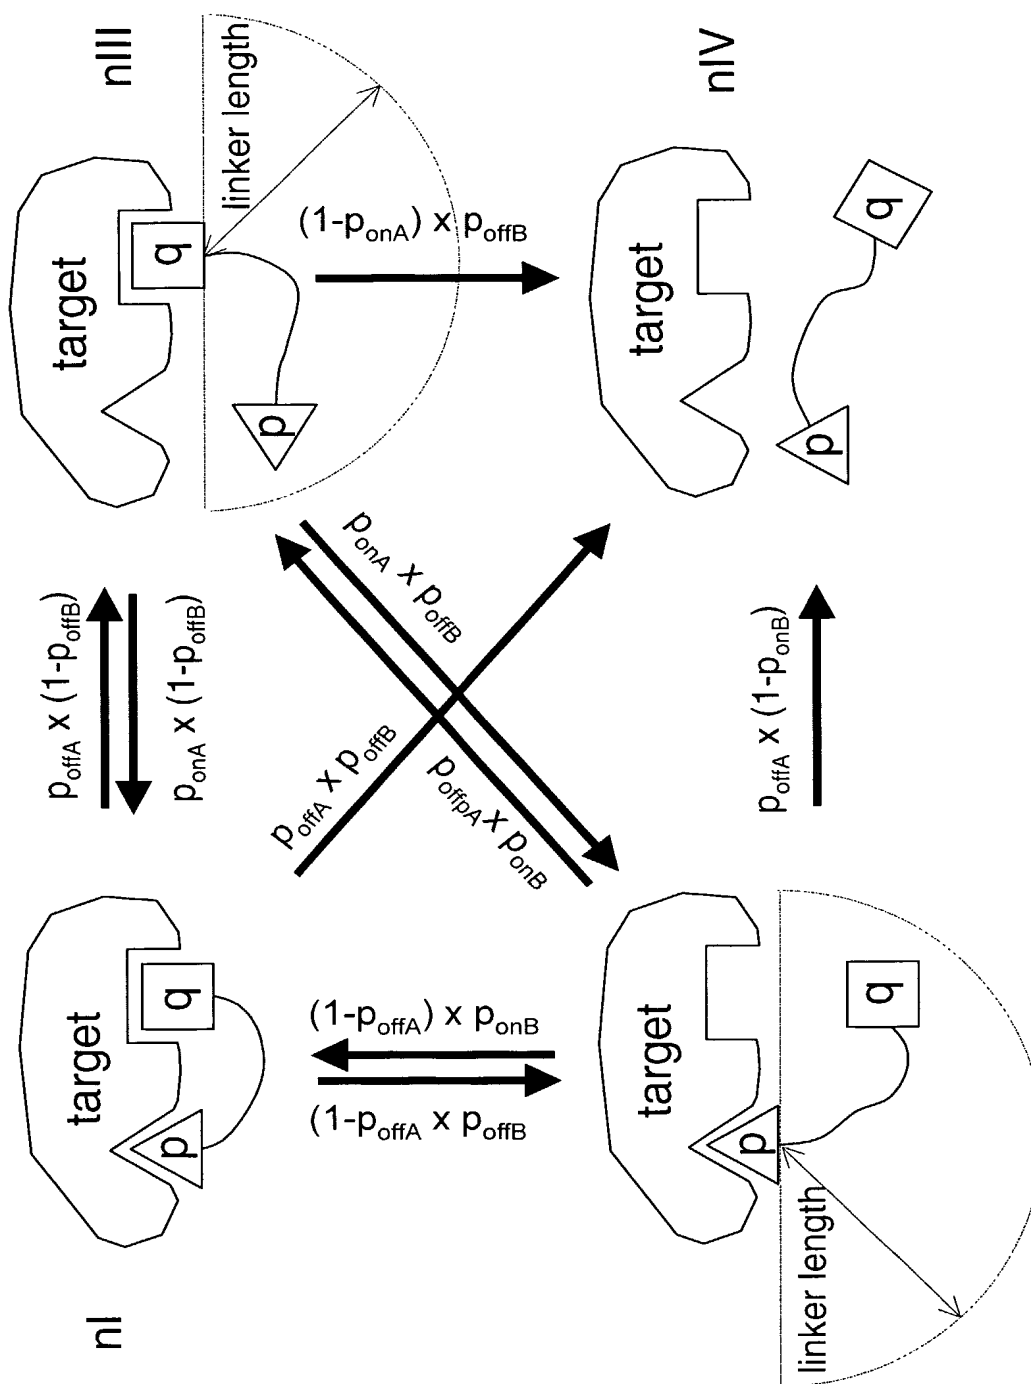 nI
target
p
q
nIII
target
q
p
linker length
p_offA x (1-p_offB)
p_onA x (1-p_offB)
(1-p_offA) x p_onB
(1-p_offA x p_offB
p_offA x p_offB
p_onA x p_offB
p_offpA x p_onB
(1-p_onA) x p_offB
target
p
q
linker length
p_offA x (1-p_onB)
nIV
target
p
q